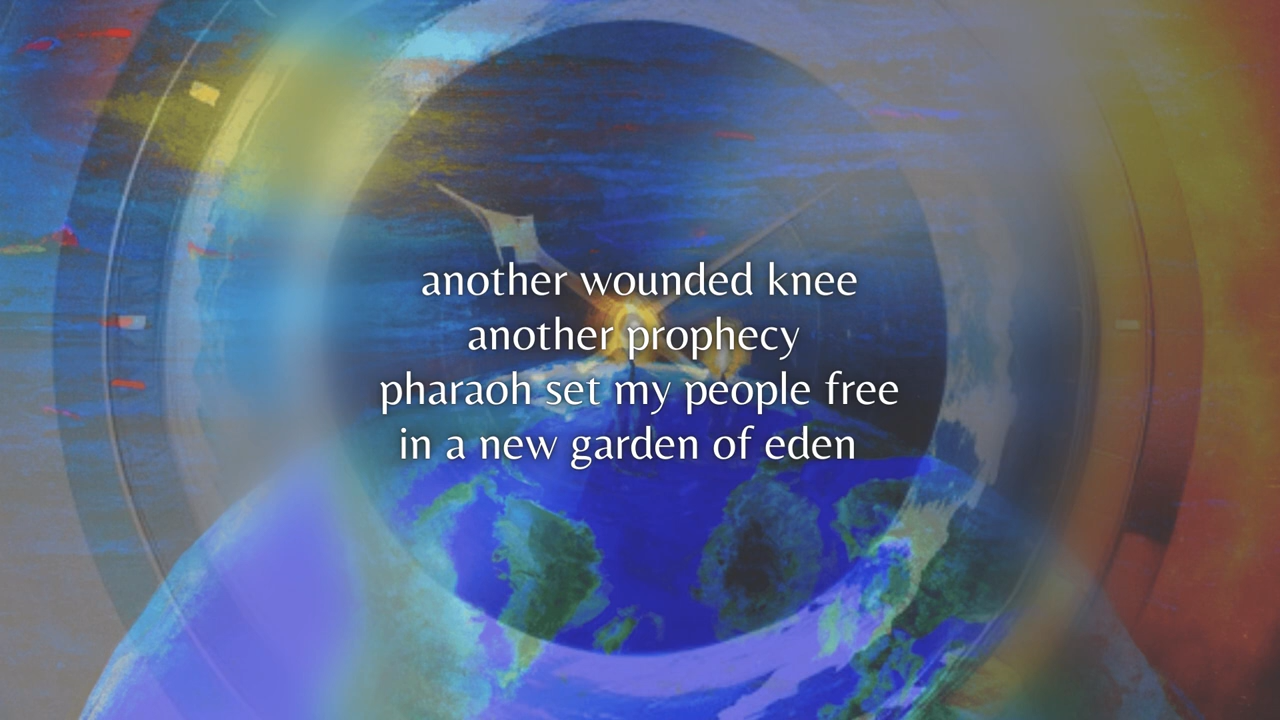 another wounded knee
another prophecy
pharaoh set my people free
in a new garden of eden